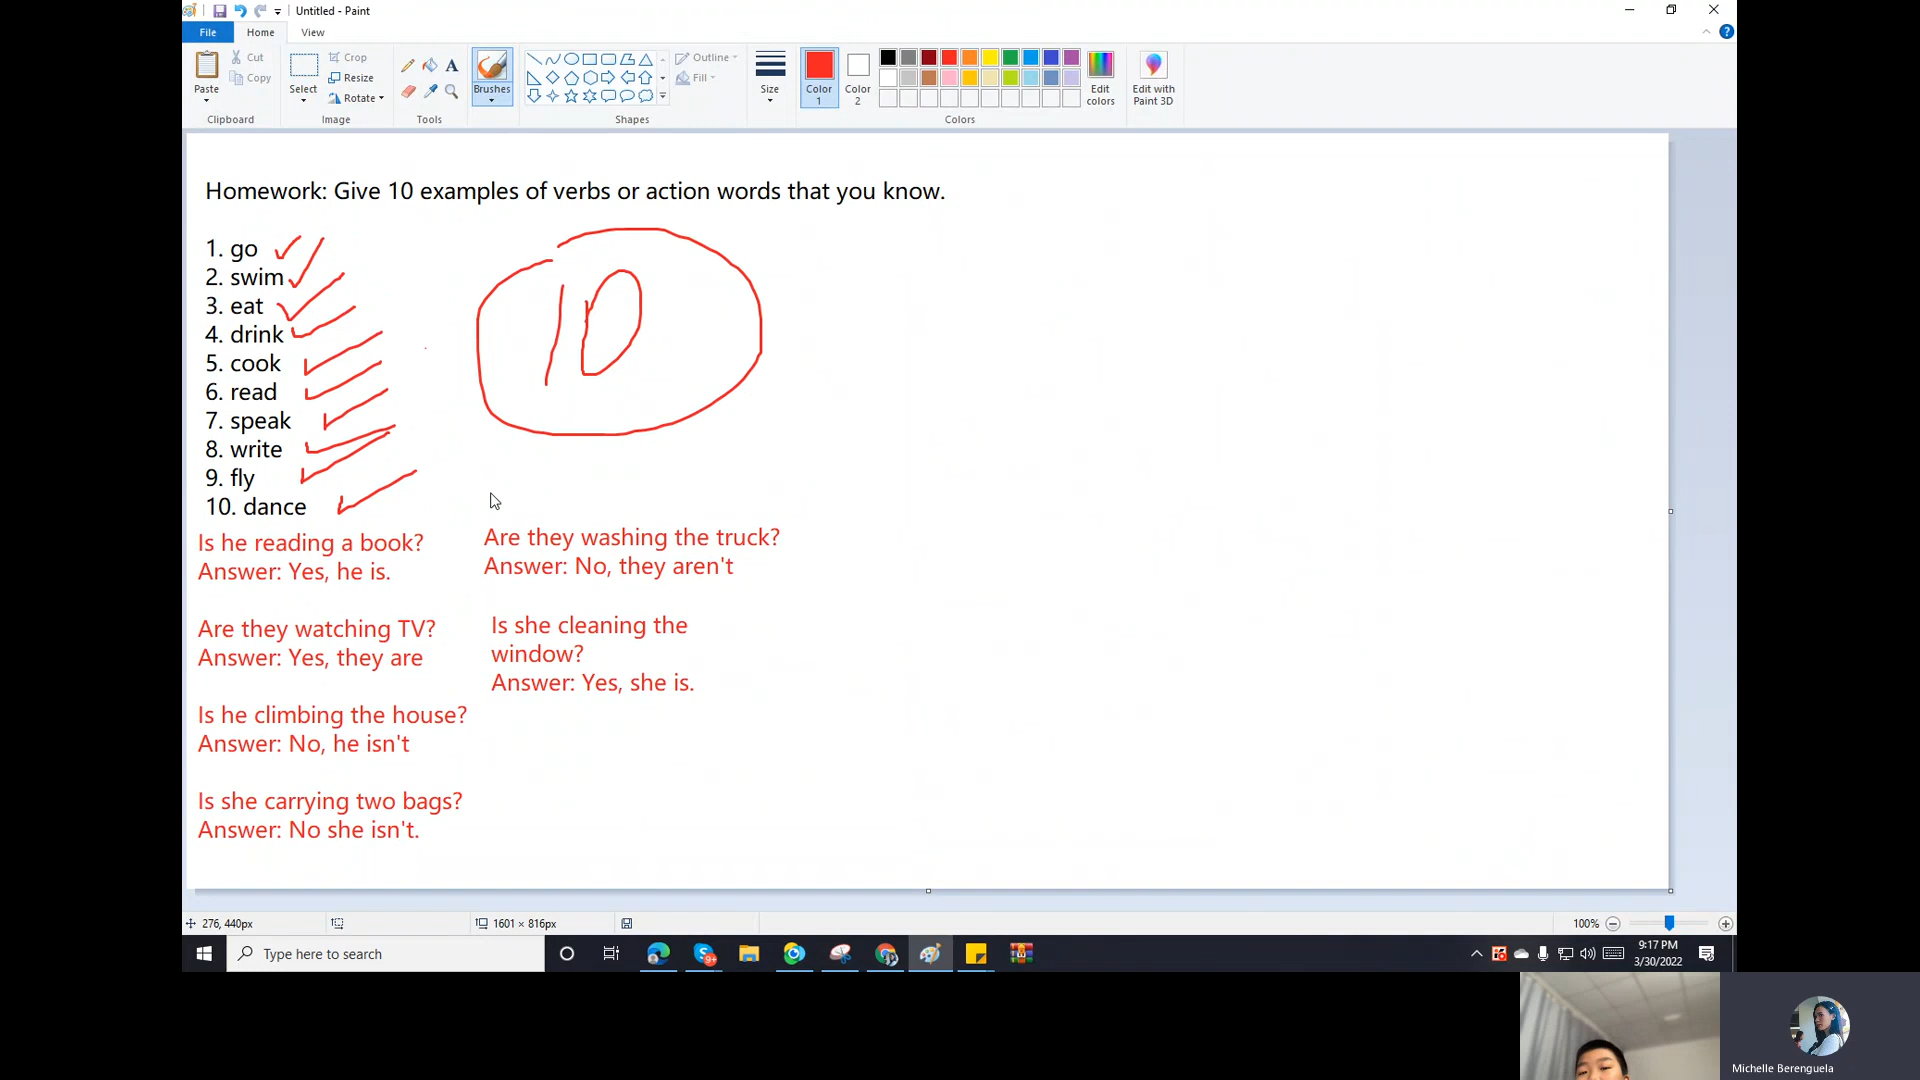 Untitled - Paint
File
Home
View
Paste
Cut
Copy
Clipboard
Select
Crop
Resize
Rotate
Image
A
Tools
Brushes
Outline
Fill
Shapes
Size
Color 1
Color 2
Edit colors
Colors
Edit with Paint 3D
Homework: Give 10 examples of verbs or action words that you know.
1. go
2. swim
3. eat
4. drink
5. cook
6. read
7. speak
8. write
9. fly
10. dance
10
Is he reading a book?
Answer: Yes, he is.
Are they watching TV?
Answer: Yes, they are
Is he climbing the house?
Answer: No, he isn't
Is she carrying two bags?
Answer: No she isn't.
Are they washing the truck?
Answer: No, they aren't
Is she cleaning the
window?
Answer: Yes, she is.
276, 440px
1601 × 816px
100%
Type here to search
9+
9:17 PM
3/30/2022
Michelle Berenguela